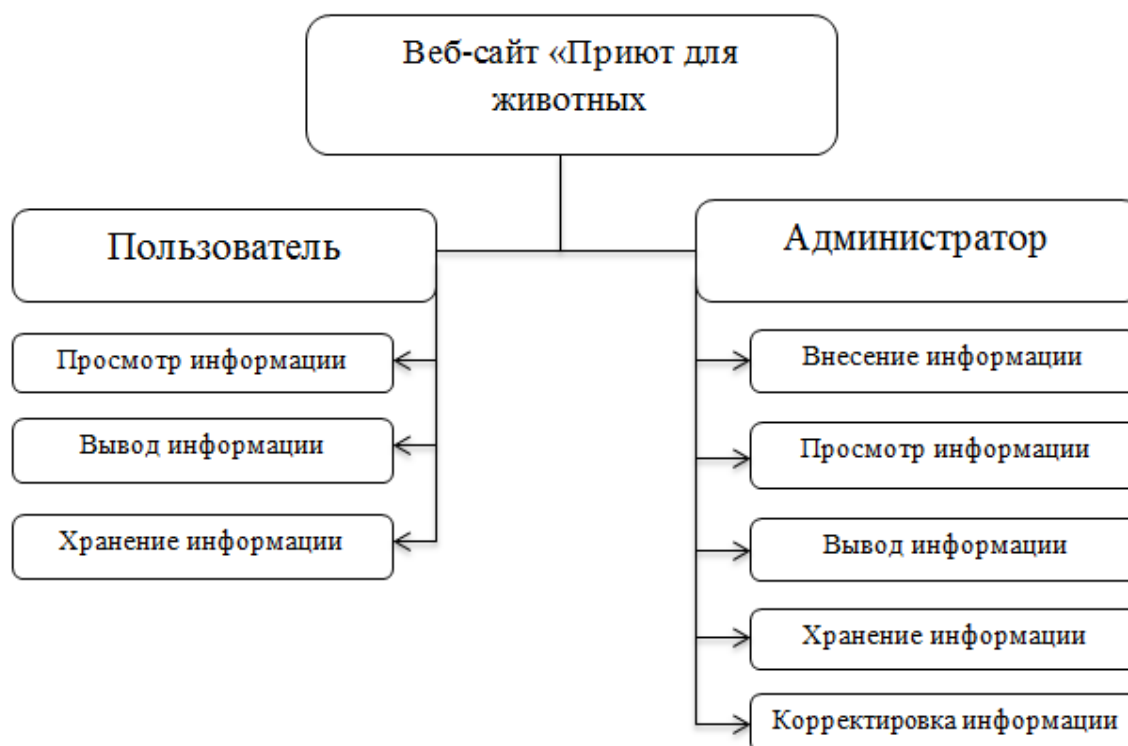 Веб-сайт «Приют для
животных
Пользователь
Просмотр информации
Вывод информации
Хранение информации
Администратор
Внесение информации
Просмотр информации
Вывод информации
Хранение информации
Корректировка информации